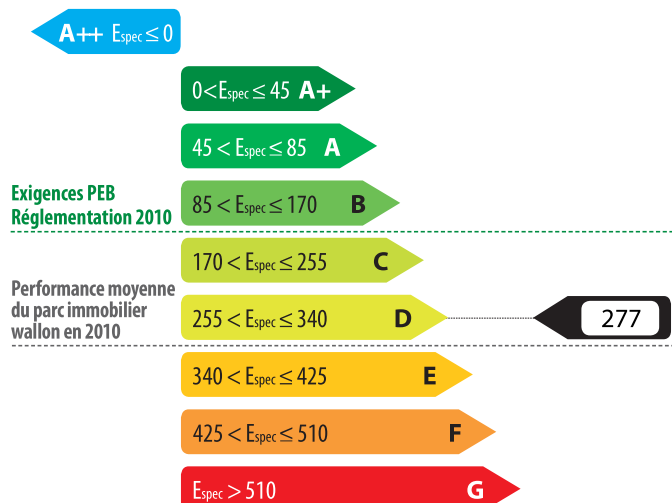 A++ Espec ≤ 0
0 < Espec ≤ 45 A+
45 < Espec ≤ 85 A
Exigences PEB
Réglementation 2010
85 < Espec ≤ 170 B
170 < Espec ≤ 255 C
Performance moyenne
du parc immobilier
wallon en 2010
255 < Espec ≤ 340 D
277
340 < Espec ≤ 425 E
425 < Espec ≤ 510 F
Espec > 510 G